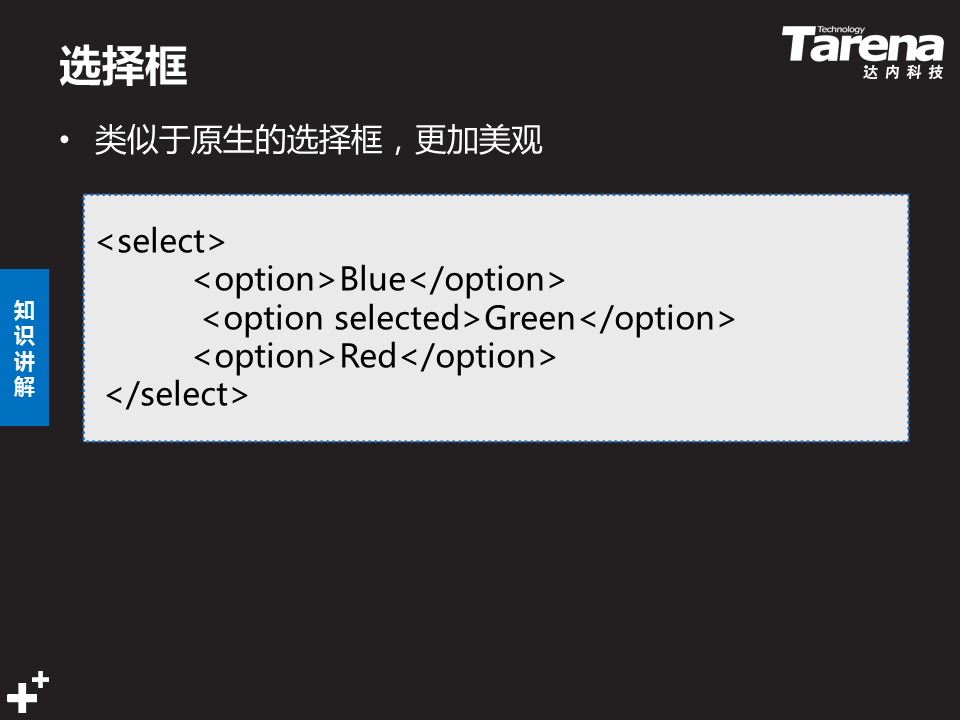 选择框
Technology
Tarena
达内科技
• 类似于原生的选择框，更加美观
<select>
<option>Blue</option>
<option selected>Green</option>
<option>Red</option>
</select>
知识讲解